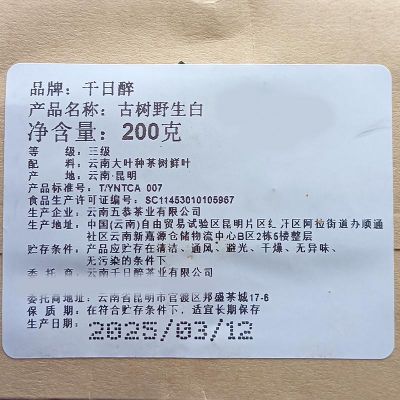 品牌：千日醉
产品名称：古树野生白
净含量：200克
等 级：三级
配 料：云南大叶种茶树鲜叶
产 地：云南·昆明
产品标准号：T/YNTCA 007
食品生产许可证编号：SC11453010105967
生产企业：云南五恭茶业有限公司
生产地址：中国(云南)自由贸易试验区昆明片区 区阿拉街道办顺通
社区云南新嘉源仓储物流中心B区2栋6楼整层
贮存条件：产品应贮存在清洁、通风、避光、干燥、无异味、
无污染的条件下
委 托 商：云南千日醉茶业有限公司
委托商地址：云南省昆明市官渡区邦盛茶城17-6
保 质 期：在符合贮存条件下，适宜长期保存
生产日期：2025/03/12